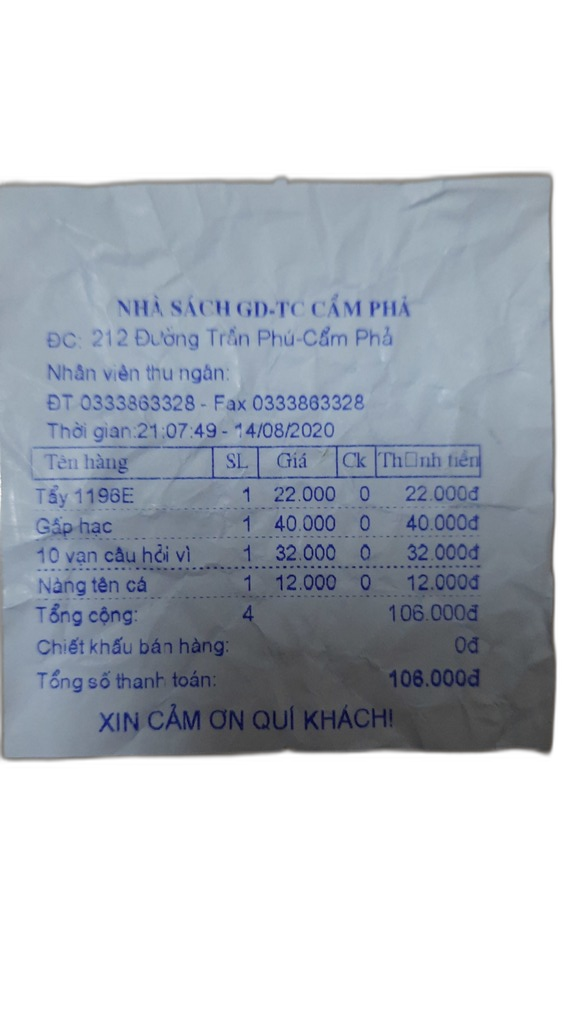 NHÀ SÁCH GD-TC CẨM PHẢ
ĐC: 212 Đường Trần Phú-Cẩm Phả
Nhân viên thu ngân:
ĐT 0333863328 - Fax 0333863328
Thời gian:21:07:49 - 14/08/2020
Tên hàng SL Giá Ck Th□nh tiền
Tẩy 1196E 1 22.000 0 22.000đ
Gấp hạc 1 40.000 0 40.000đ
10 vạn câu hỏi vì 1 32.000 0 32.000đ
Nàng tên cá 1 12.000 0 12.000đ
Tổng cộng: 4 106.000đ
Chiết khấu bán hàng: 0đ
Tổng số thanh toán: 106.000đ
XIN CẢM ƠN QUÍ KHÁCH!